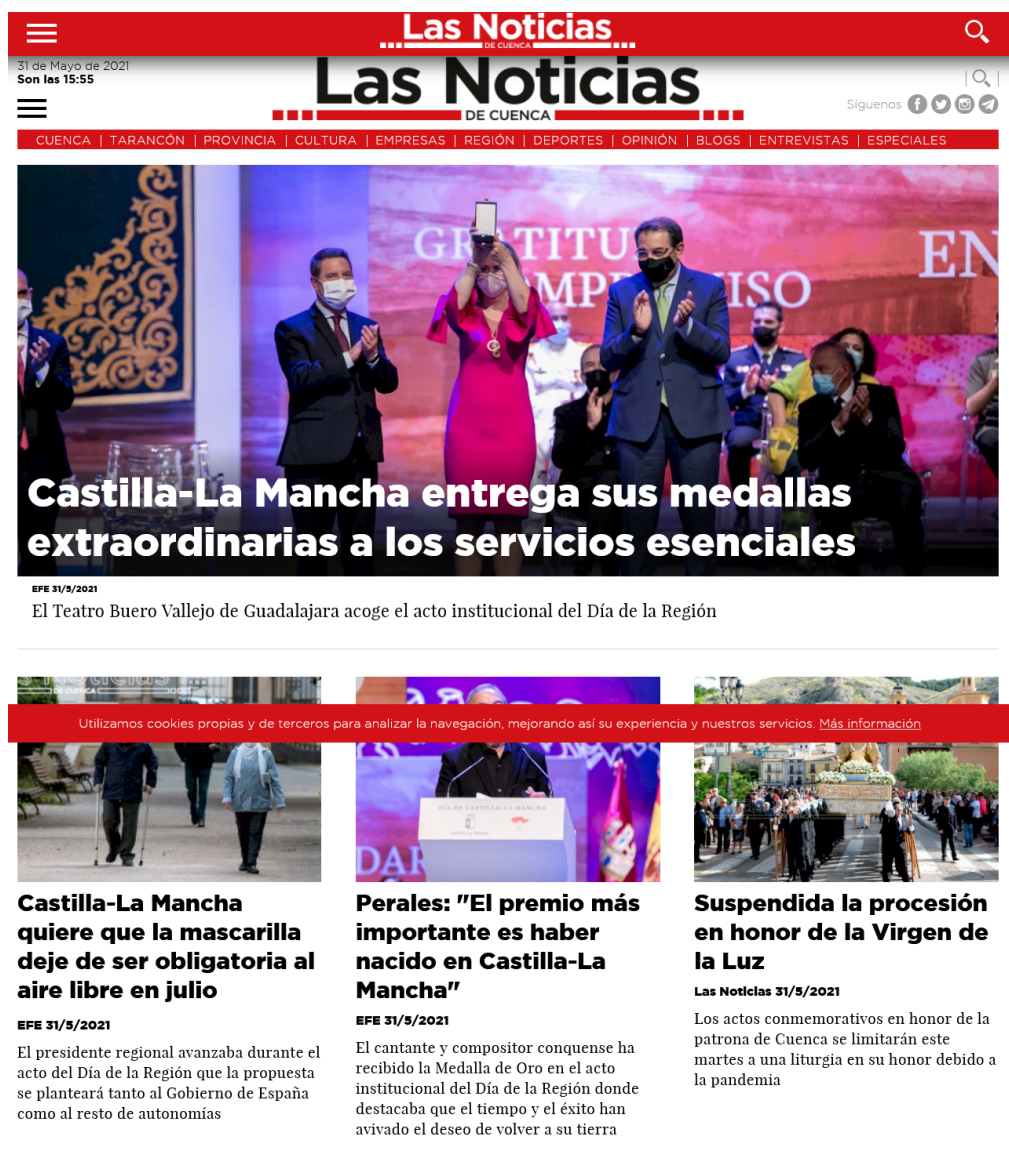 Las Noticias
DE CUENCA
31 de Mayo de 2021
Son las 15:55
Las Noticias
DE CUENCA
Síguenos
CUENCA | TARANCÓN | PROVINCIA | CULTURA | EMPRESAS | REGIÓN | DEPORTES | OPINIÓN | BLOGS | ENTREVISTAS | ESPECIALES
EN
Castilla-La Mancha entrega sus medallas
extraordinarias a los servicios esenciales
EFE 31/5/2021
El Teatro Buero Vallejo de Guadalajara acoge el acto institucional del Día de la Región
DE CUENCA
Utilizamos cookies propias y de terceros para analizar la navegación, mejorando así su experiencia y nuestros servicios. Más información
DÍA DE CASTILLA-LA MANCHA
Castilla-La Mancha
Castilla-La Mancha
quiere que la mascarilla
deje de ser obligatoria al
aire libre en julio
EFE 31/5/2021
El presidente regional avanzaba durante el
acto del Día de la Región que la propuesta
se planteará tanto al Gobierno de España
como al resto de autonomías
Perales: "El premio más
importante es haber
nacido en Castilla-La
Mancha"
EFE 31/5/2021
El cantante y compositor conquense ha
recibido la Medalla de Oro en el acto
institucional del Día de la Región donde
destacaba que el tiempo y el éxito han
avivado el deseo de volver a su tierra
Suspendida la procesión
en honor de la Virgen de
la Luz
Las Noticias 31/5/2021
Los actos conmemorativos en honor de la
patrona de Cuenca se limitarán este
martes a una liturgia en su honor debido a
la pandemia